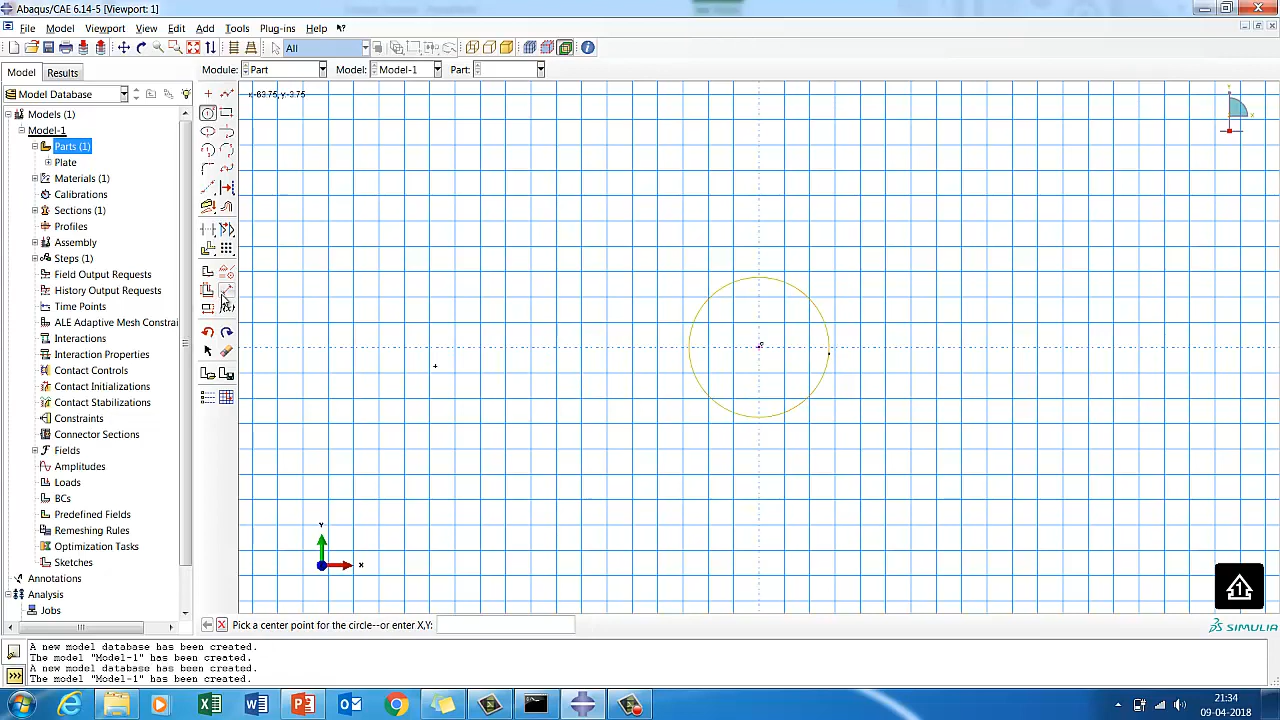 Abaqus/CAE 6.14-5 [Viewport: 1]
File Model Viewport View Edit Add Tools Plug-ins Help
All
Model Results Module: Part Model: Model-1 Part:
Model Database
Models (1)
Model-1
Parts (1)
Plate
Materials (1)
Calibrations
Sections (1)
Profiles
Assembly
Steps (1)
Field Output Requests
History Output Requests
Time Points
ALE Adaptive Mesh Constrai
Interactions
Interaction Properties
Contact Controls
Contact Initializations
Contact Stabilizations
Constraints
Connector Sections
Fields
Amplitudes
Loads
BCs
Predefined Fields
Remeshing Rules
Optimization Tasks
Sketches
Annotations
Analysis
Jobs
Y
X
Pick a center point for the circle--or enter X,Y:
SIMULIA
A new model database has been created.
The model "Model-1" has been created.
A new model database has been created.
The model "Model-1" has been created.
21:34
09-04-2018